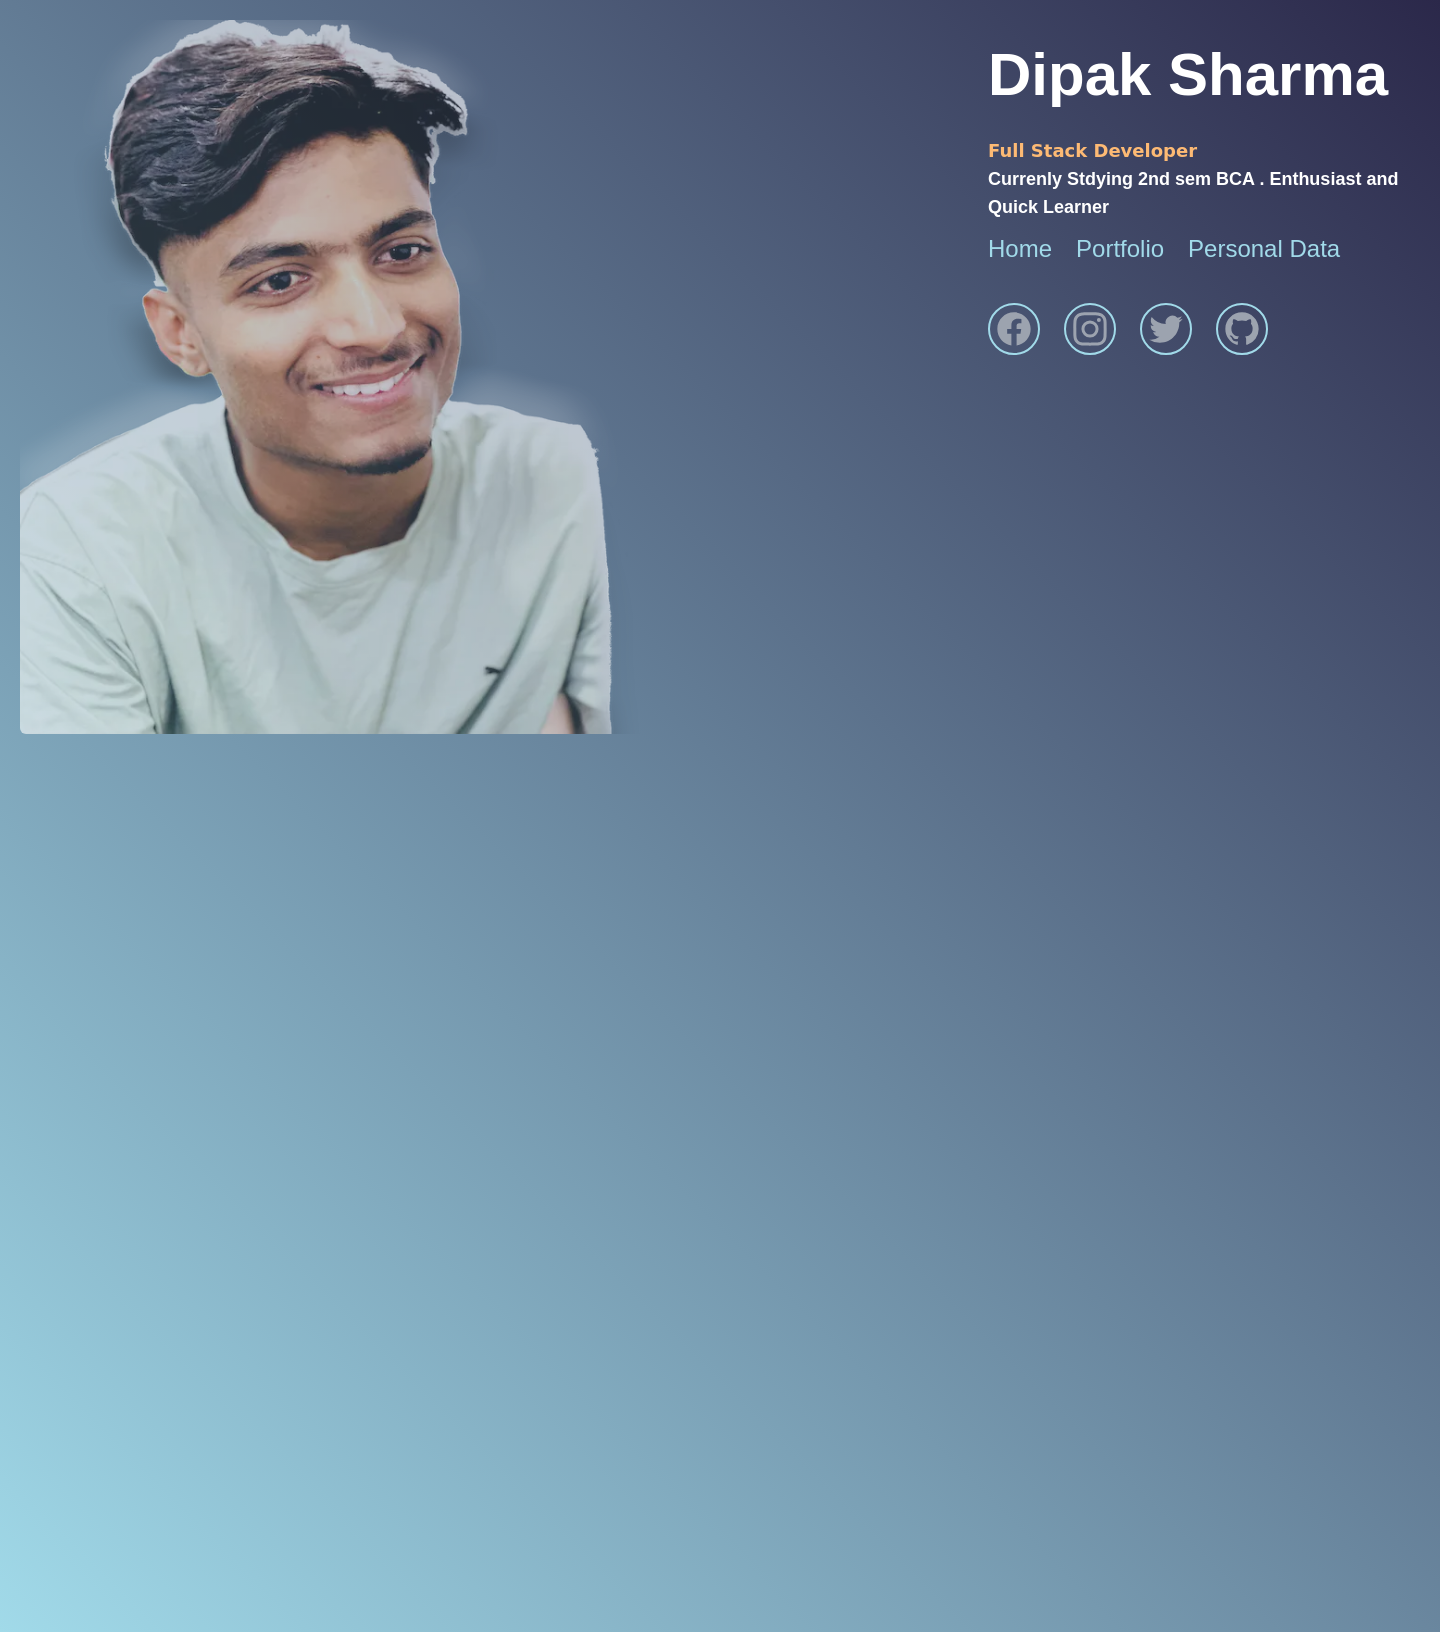 Dipak Sharma
Full Stack Developer
Currenly Stdying 2nd sem BCA . Enthusiast and
Quick Learner
Home Portfolio Personal Data